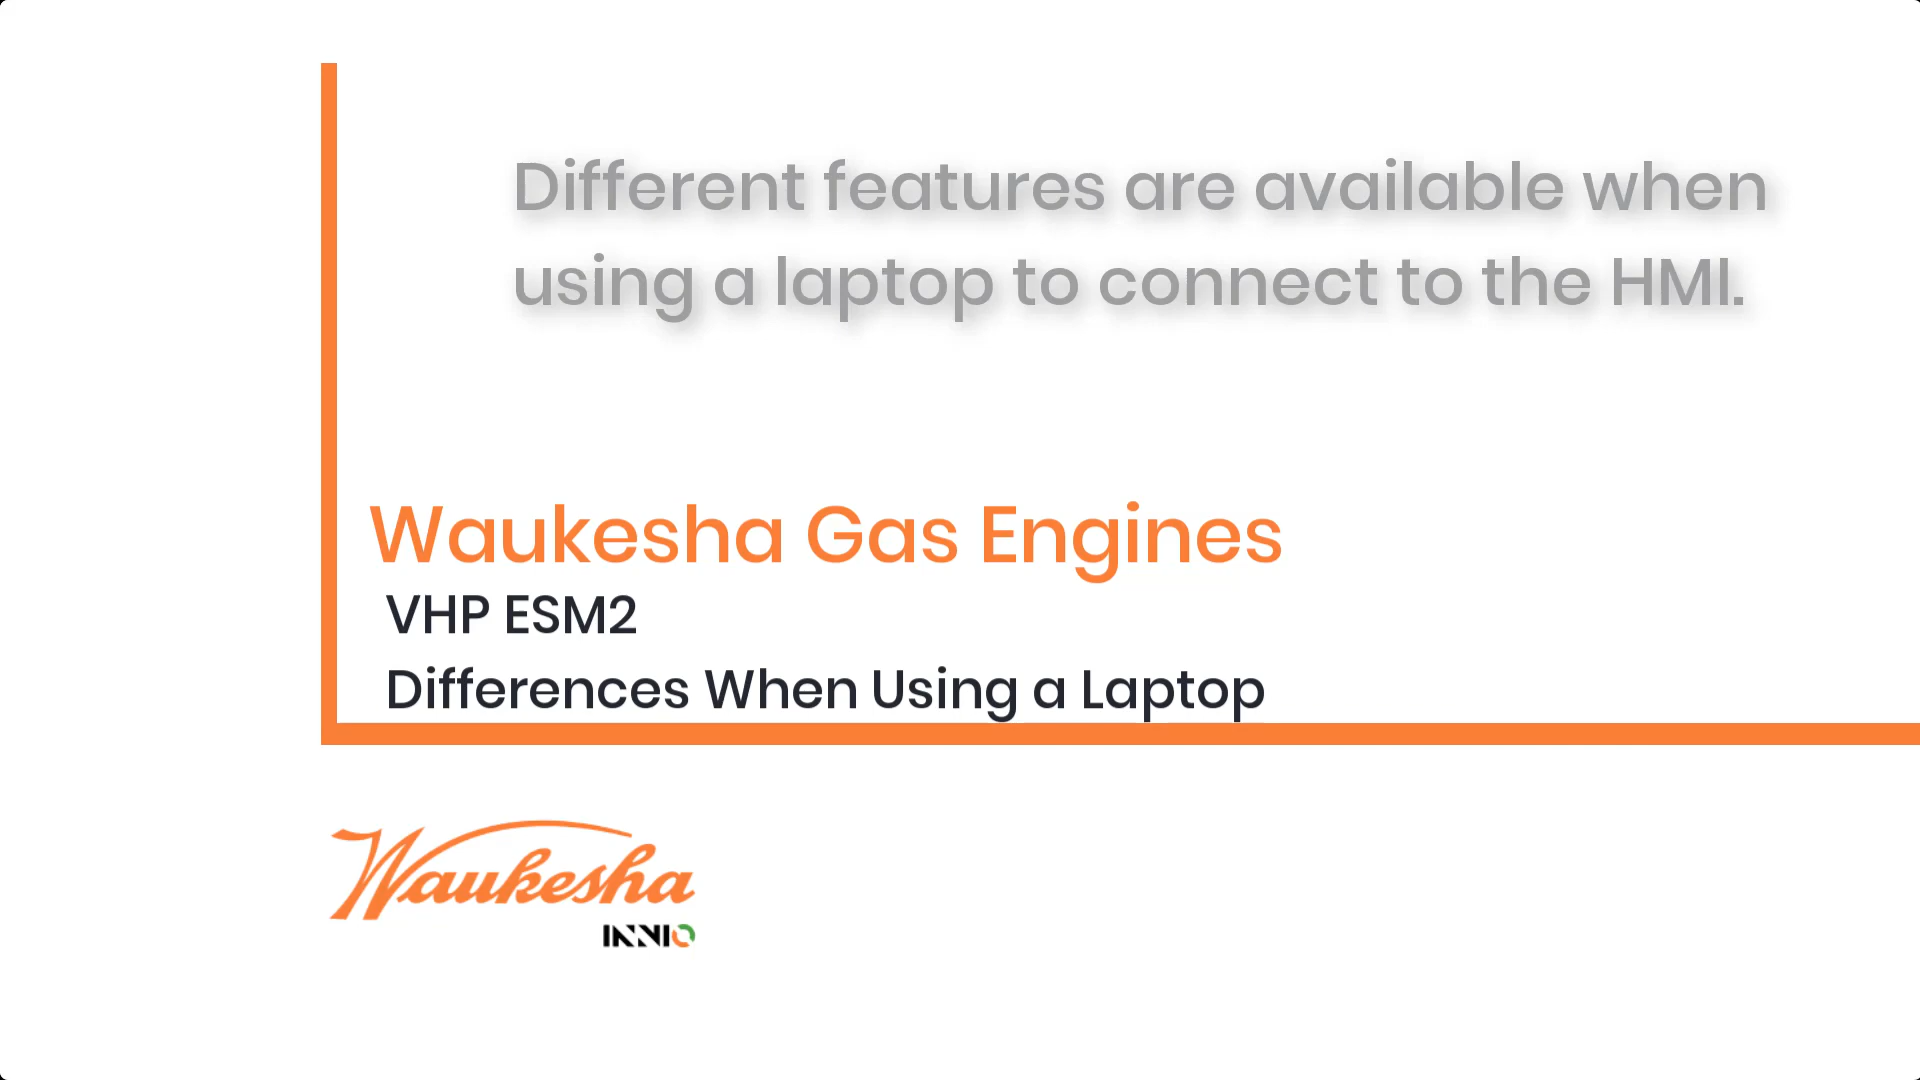 Different features are available when
using a laptop to connect to the HMI.
Waukesha Gas Engines
VHP ESM2
Differences When Using a Laptop
Waukesha
INNIO